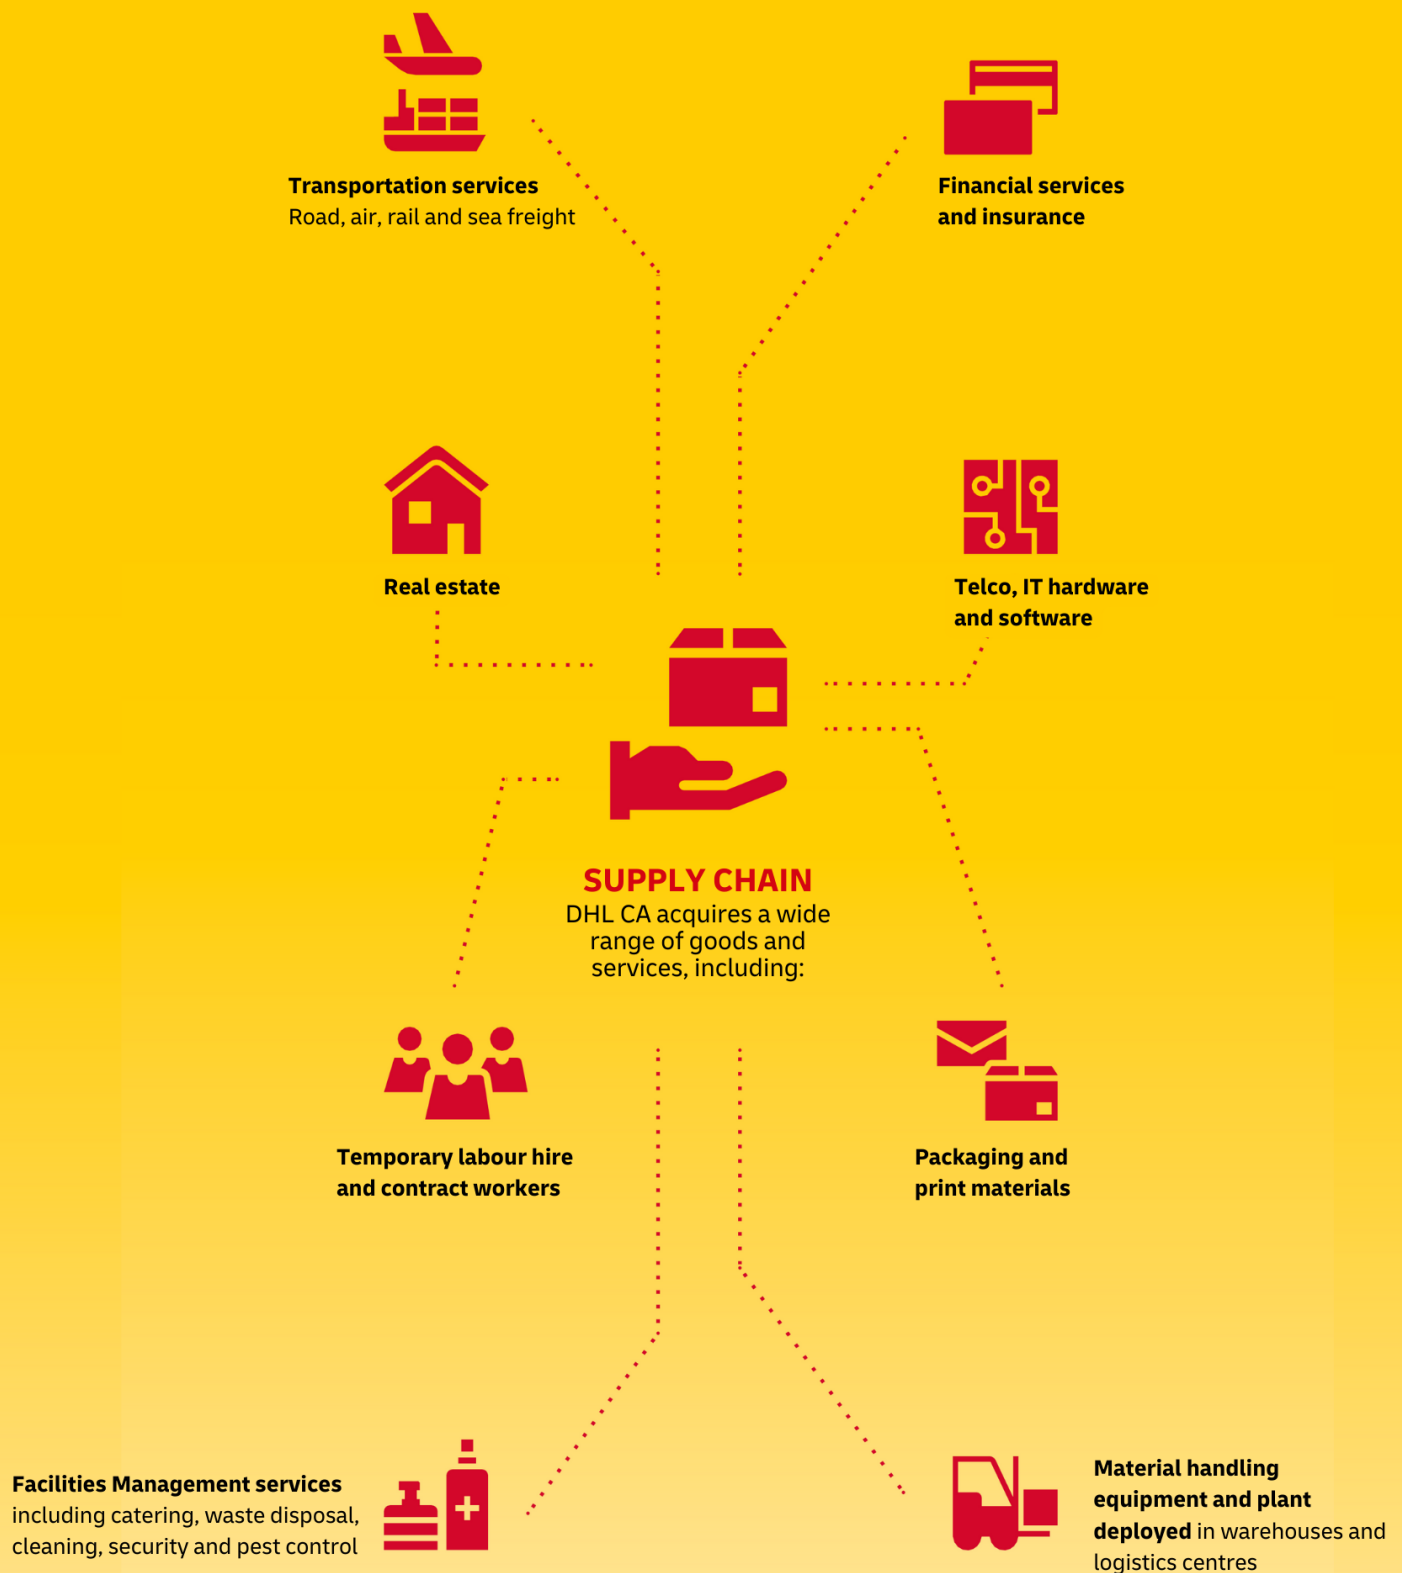 Transportation services
Road, air, rail and sea freight
Financial services
and insurance
Real estate
Telco, IT hardware
and software
SUPPLY CHAIN
DHL CA acquires a wide
range of goods and
services, including:
Temporary labour hire
and contract workers
Packaging and
print materials
Facilities Management services
including catering, waste disposal,
cleaning, security and pest control
Material handling
equipment and plant
deployed in warehouses and
logistics centres